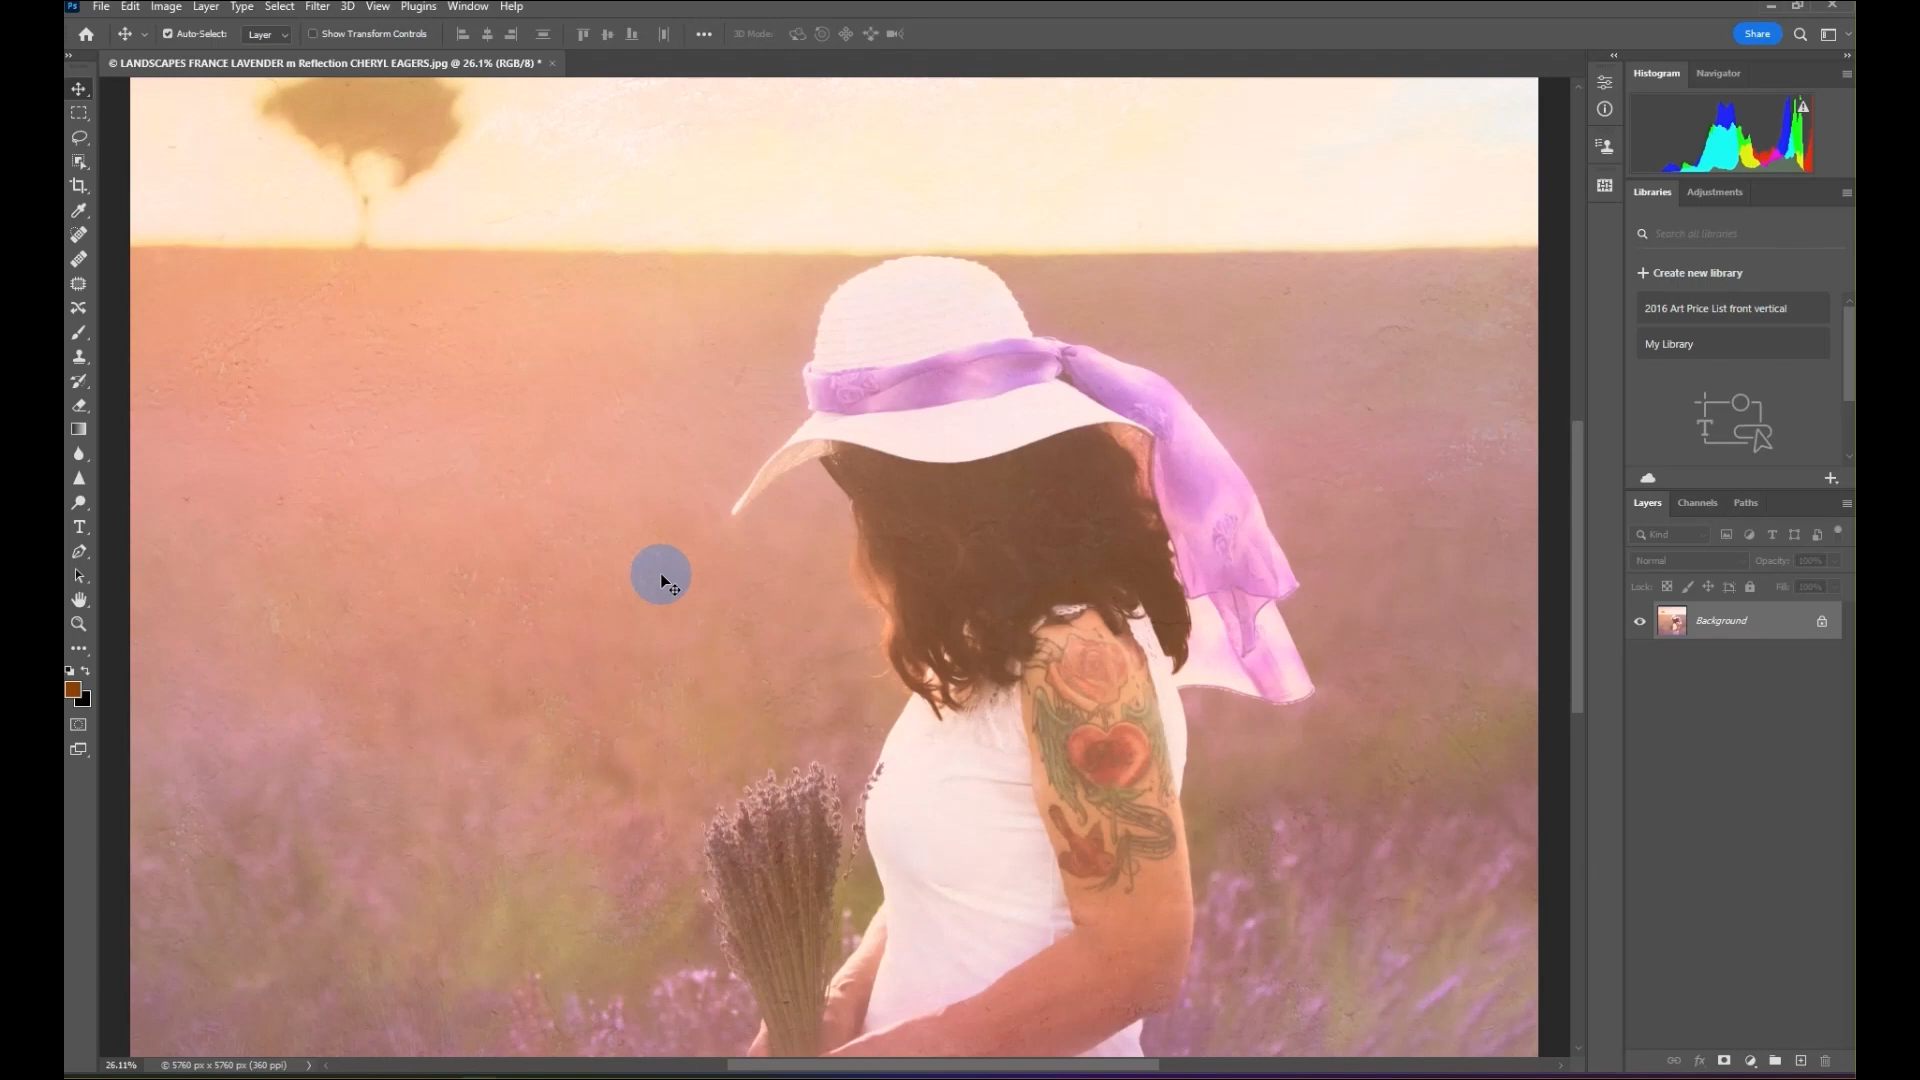 Ps File Edit Image Layer Type Select Filter 3D View Plugins Window Help
Auto-Select: Layer Show Transform Controls 3D Mode: Share
© LANDSCAPES FRANCE LAVENDER m Reflection CHERYL EAGERS.jpg @ 26.1% (RGB/8) *
Histogram Navigator
Libraries Adjustments
Search all libraries
Create new library
2016 Art Price List front vertical
My Library
Layers Channels Paths
Kind
Normal Opacity: 100%
Lock: Fill: 100%
Background
26.11% © 5760 px x 5760 px (360 ppi)